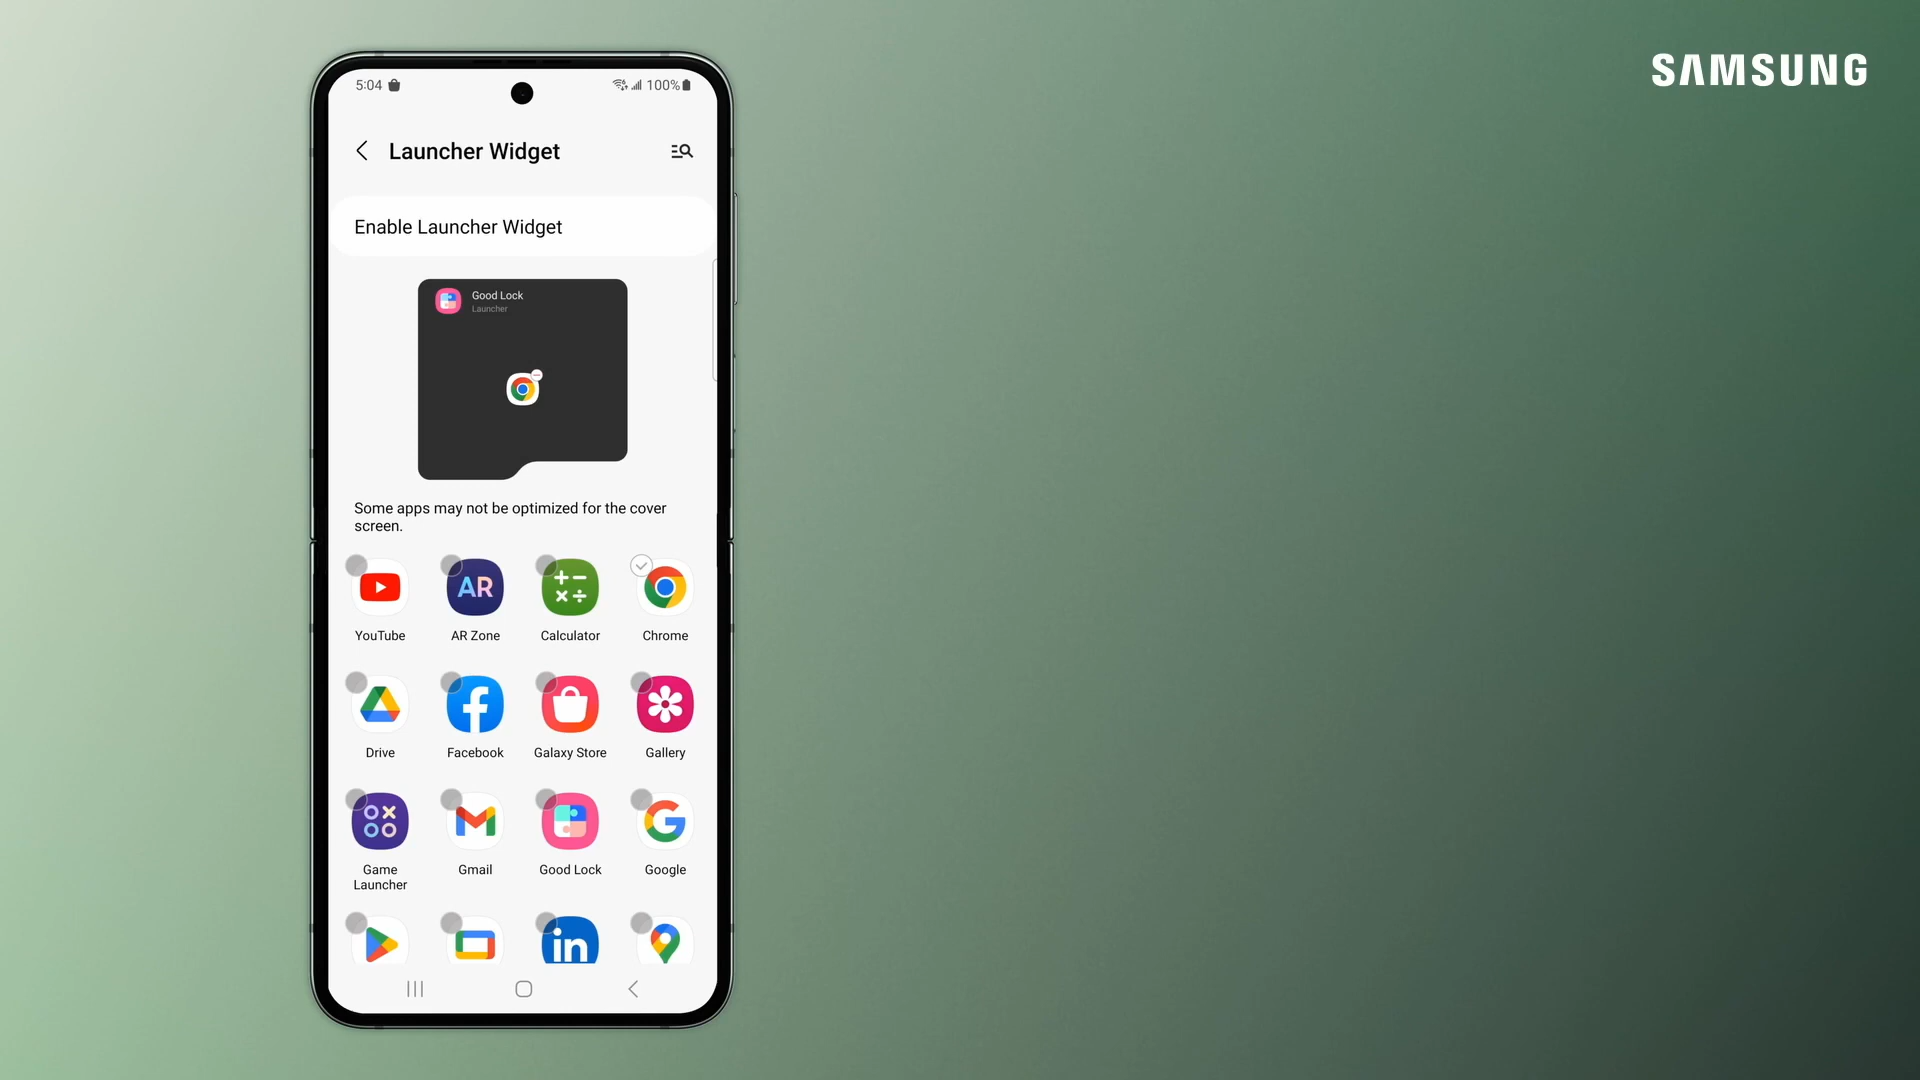 SAMSUNG
5:04
100%
Launcher Widget
Enable Launcher Widget
Good Lock
Launcher
Some apps may not be optimized for the cover
screen.
AR
YouTube
AR Zone
Calculator
Chrome
Drive
Facebook
Galaxy Store
Gallery
Game
Launcher
Gmail
Good Lock
Google
in